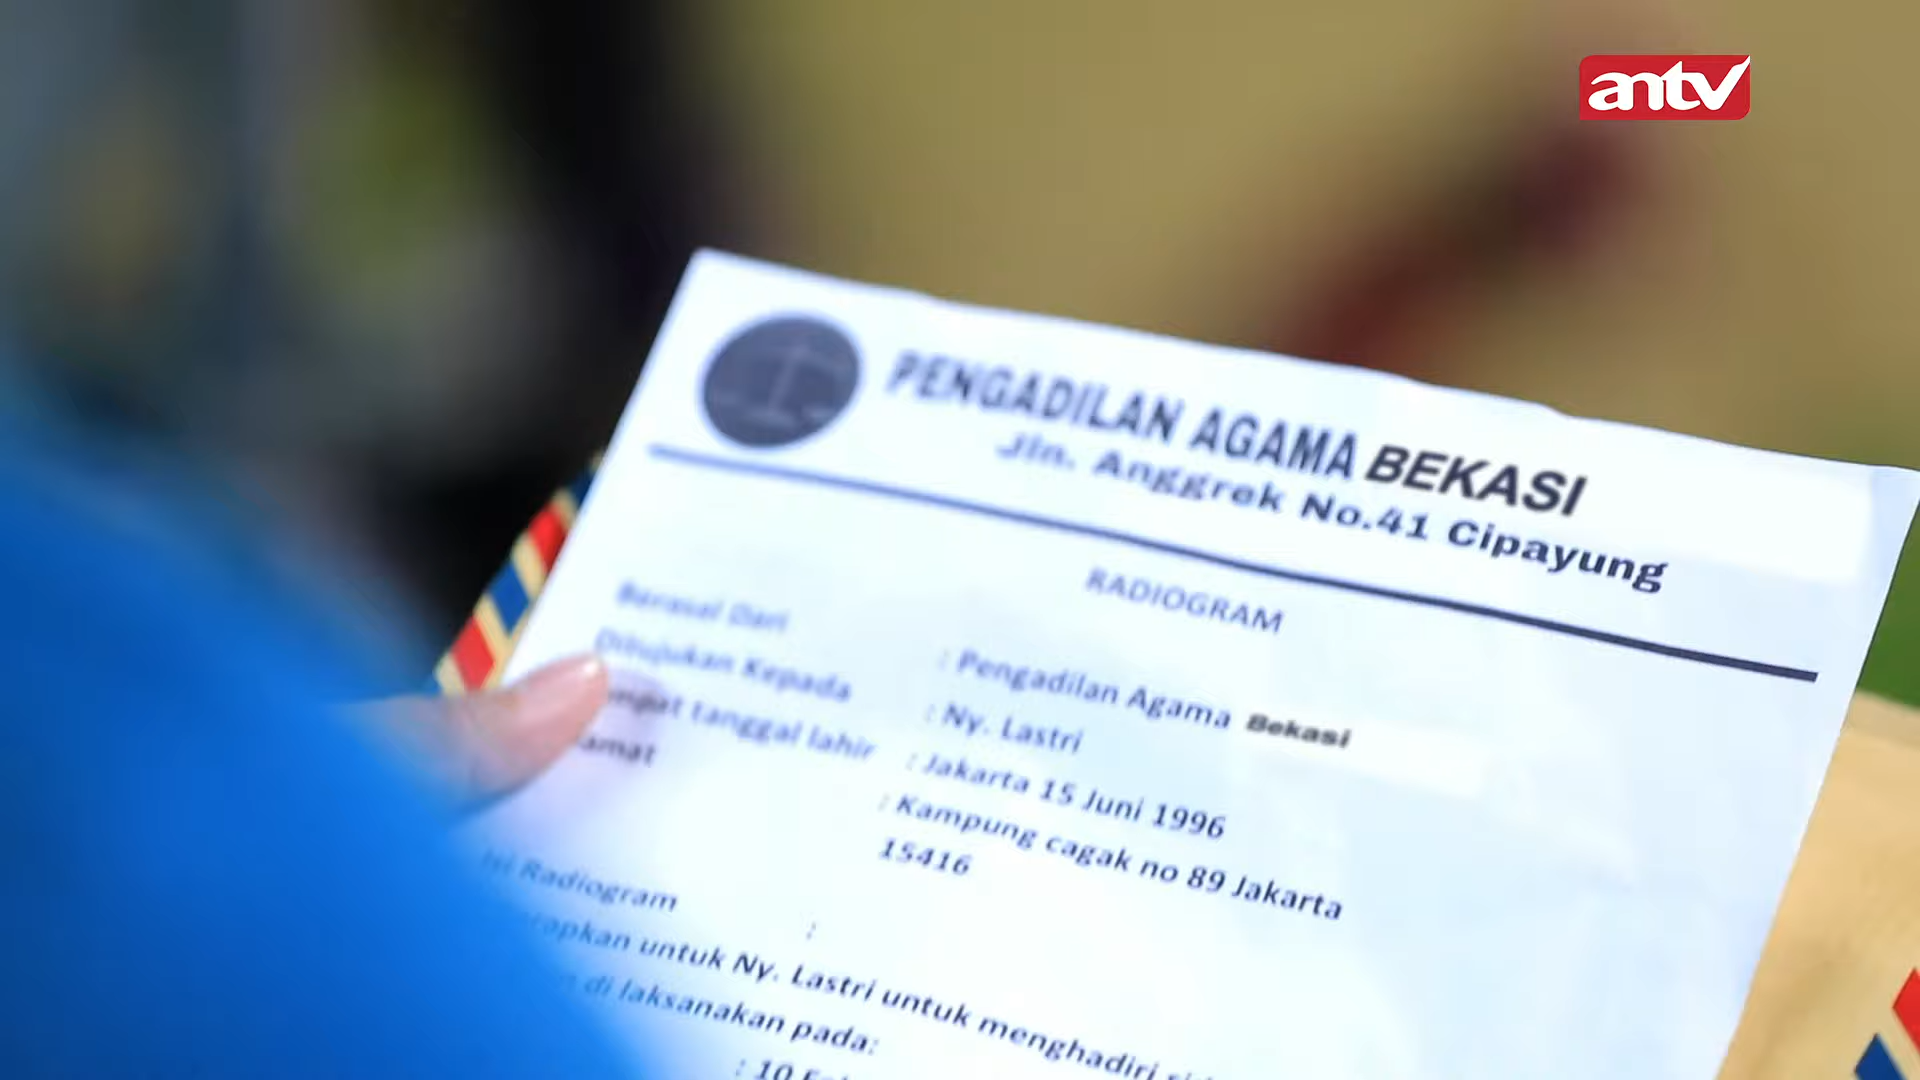 antv
PENGADILAN AGAMA BEKASI
Jln. Anggrek No.41 Cipayung
RADIOGRAM
Berasal Dari : Pengadilan Agama Bekasi
Ditujukan Kepada : Ny. Lastri
tanggal lahir : Jakarta 15 Juni 1996
: Kampung cagak no 89 Jakarta
15416
Radiogram :
untuk Ny. Lastri untuk menghadiri
di laksanakan pada:
: 10